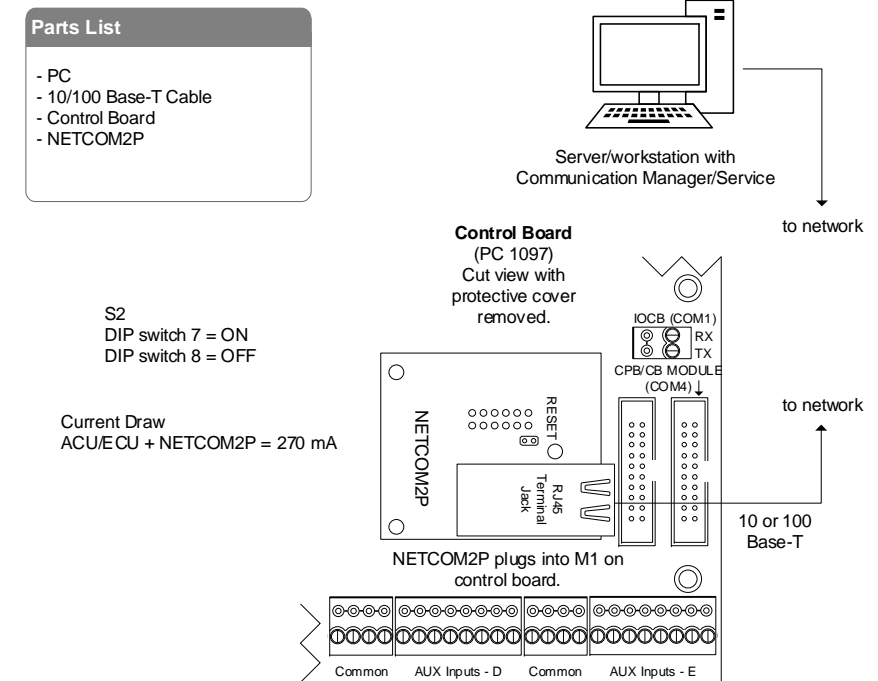 Parts List
- PC
- 10/100 Base-T Cable
- Control Board
- NETCOM2P
Server/workstation with
Communication Manager/Service
to network
Control Board
(PC 1097)
Cut view with
protective cover
removed.
S2
DIP switch 7 = ON
DIP switch 8 = OFF
Current Draw
ACU/ECU + NETCOM2P = 270 mA
IOCB (COM1)
RX
TX
CPB/CB MODULE
(COM4)
NETCOM2P
RESET
RJ45
Terminal
Jack
to network
10 or 100
Base-T
NETCOM2P plugs into M1 on
control board.
Common
AUX Inputs - D
Common
AUX Inputs - E